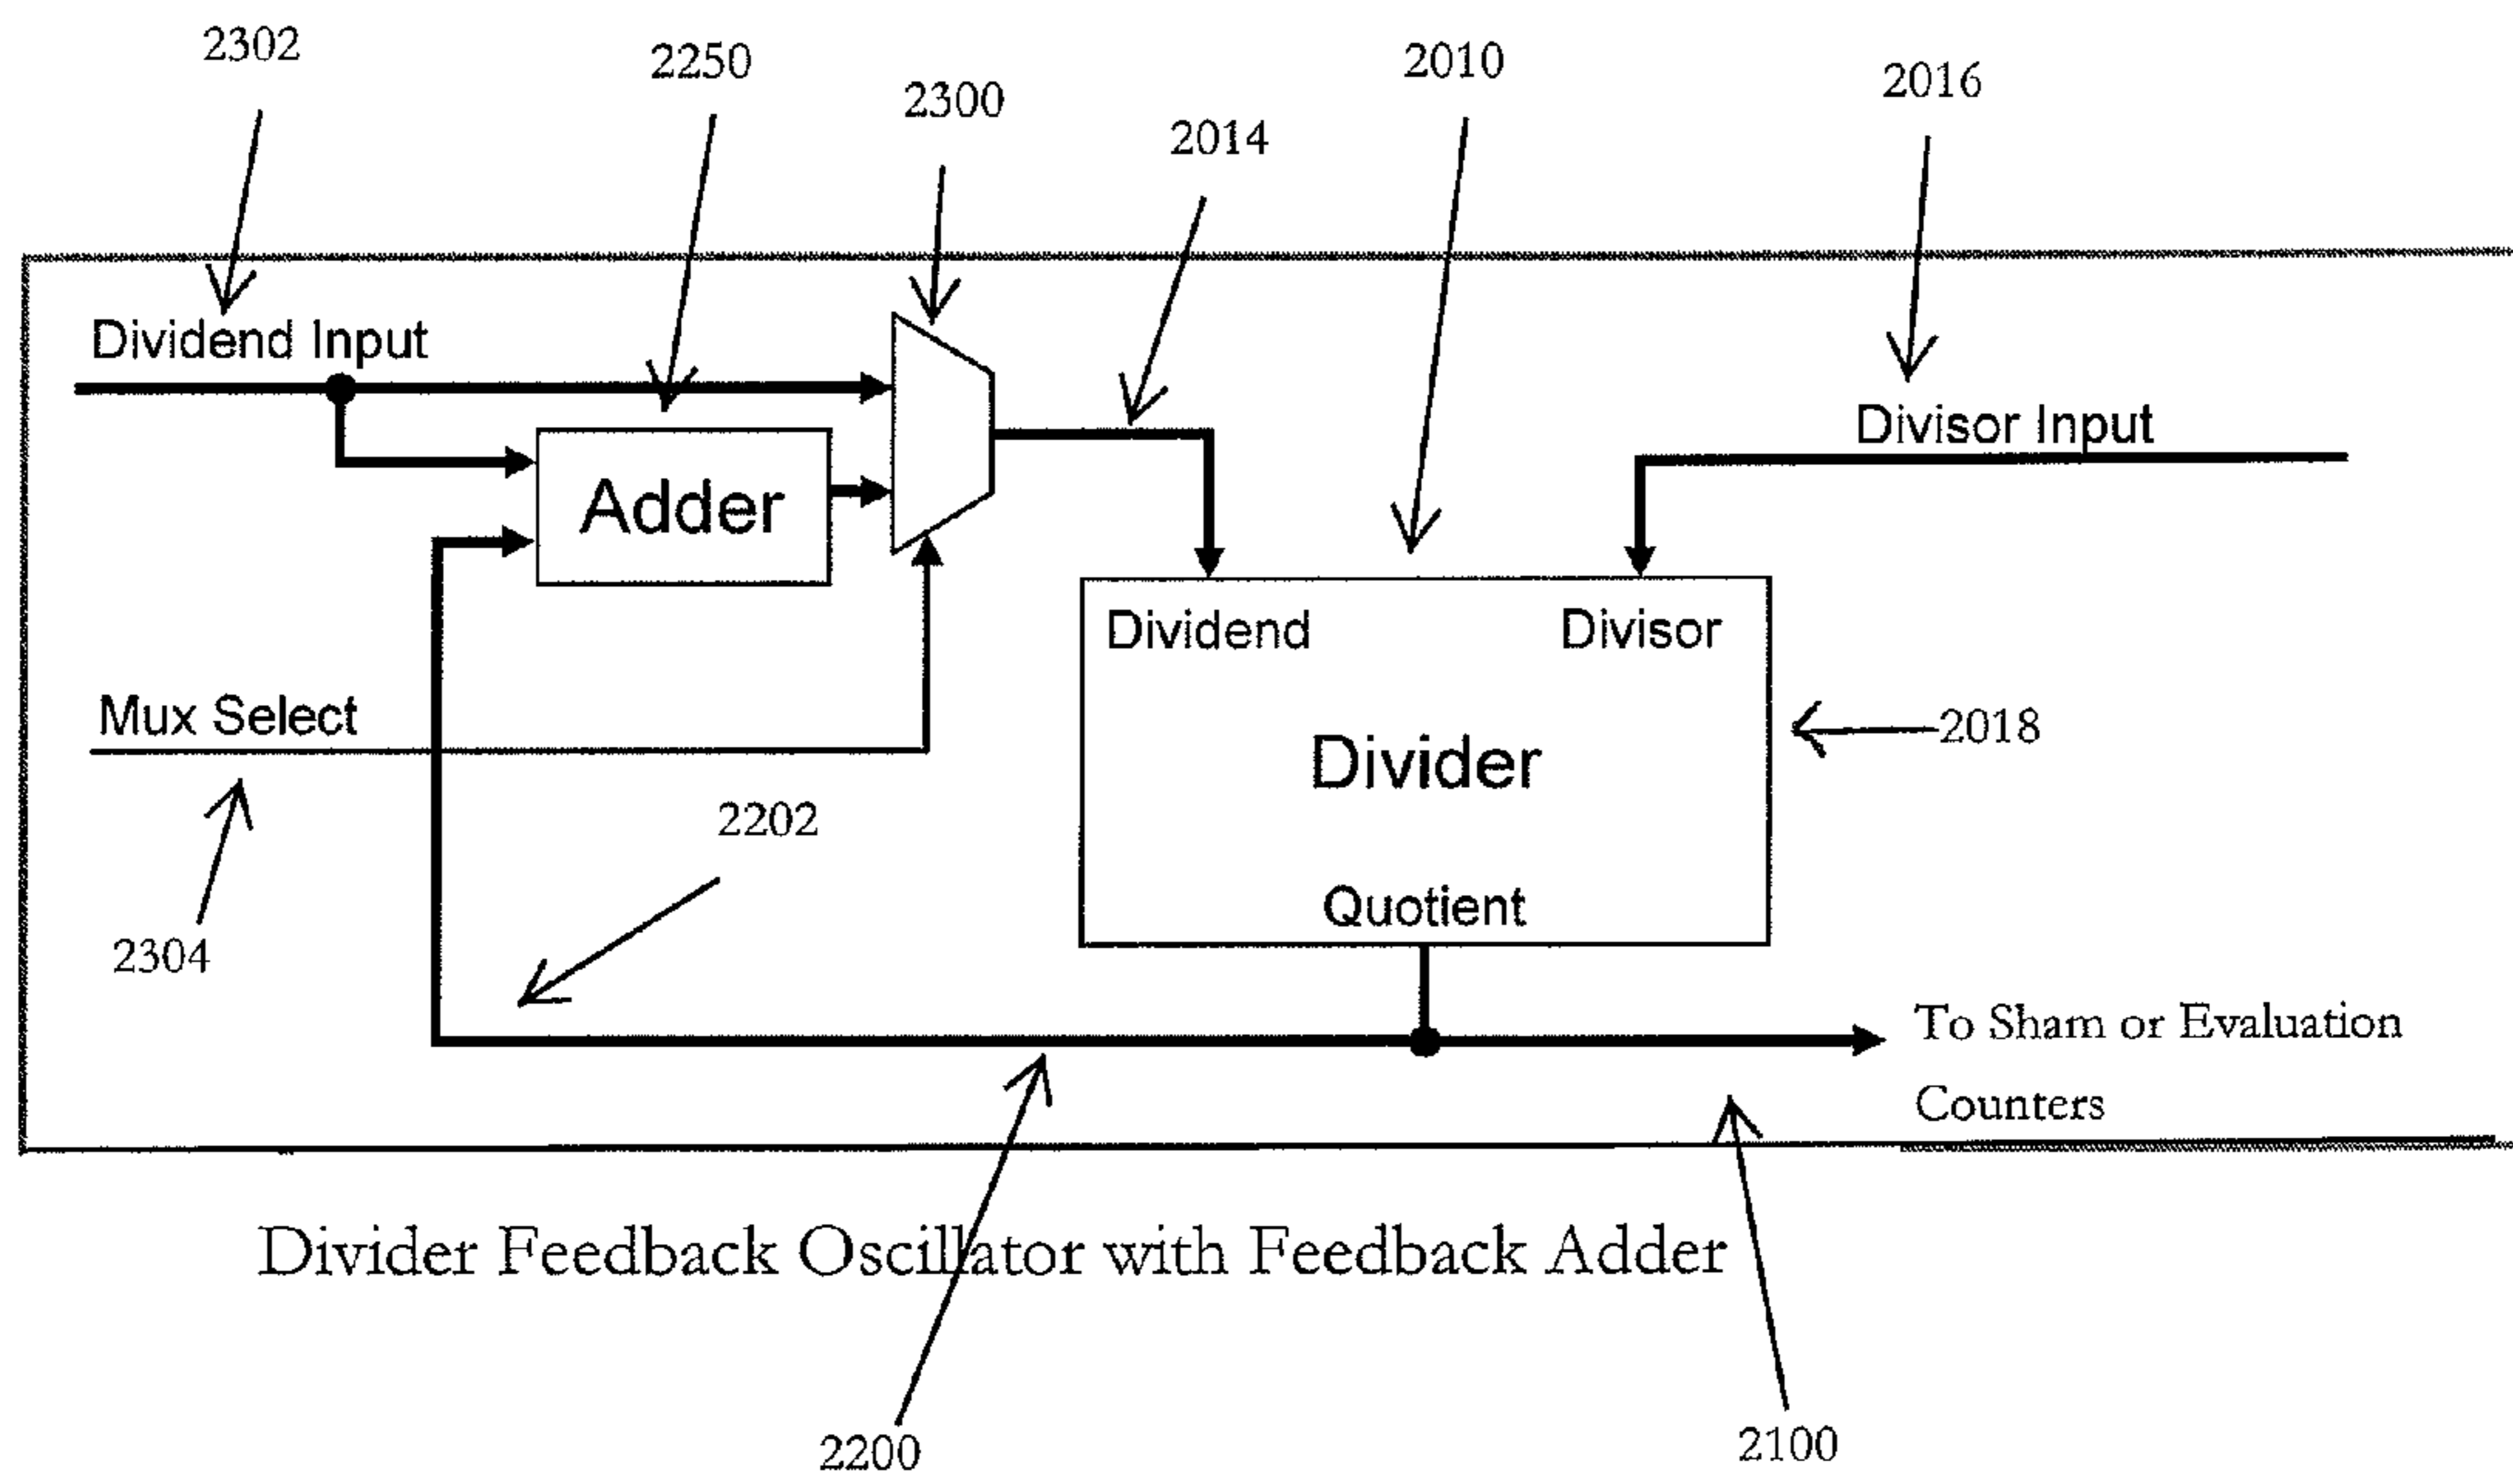 2302
2250
2300
2010
2014
2016
Dividend Input
Divisor Input
Adder
Dividend
Divisor
Mux Select
2018
Divider
2202
Quotient
2304
To Sham or Evaluation
Counters
Divider Feedback Oscillator with Feedback Adder
2200
2100